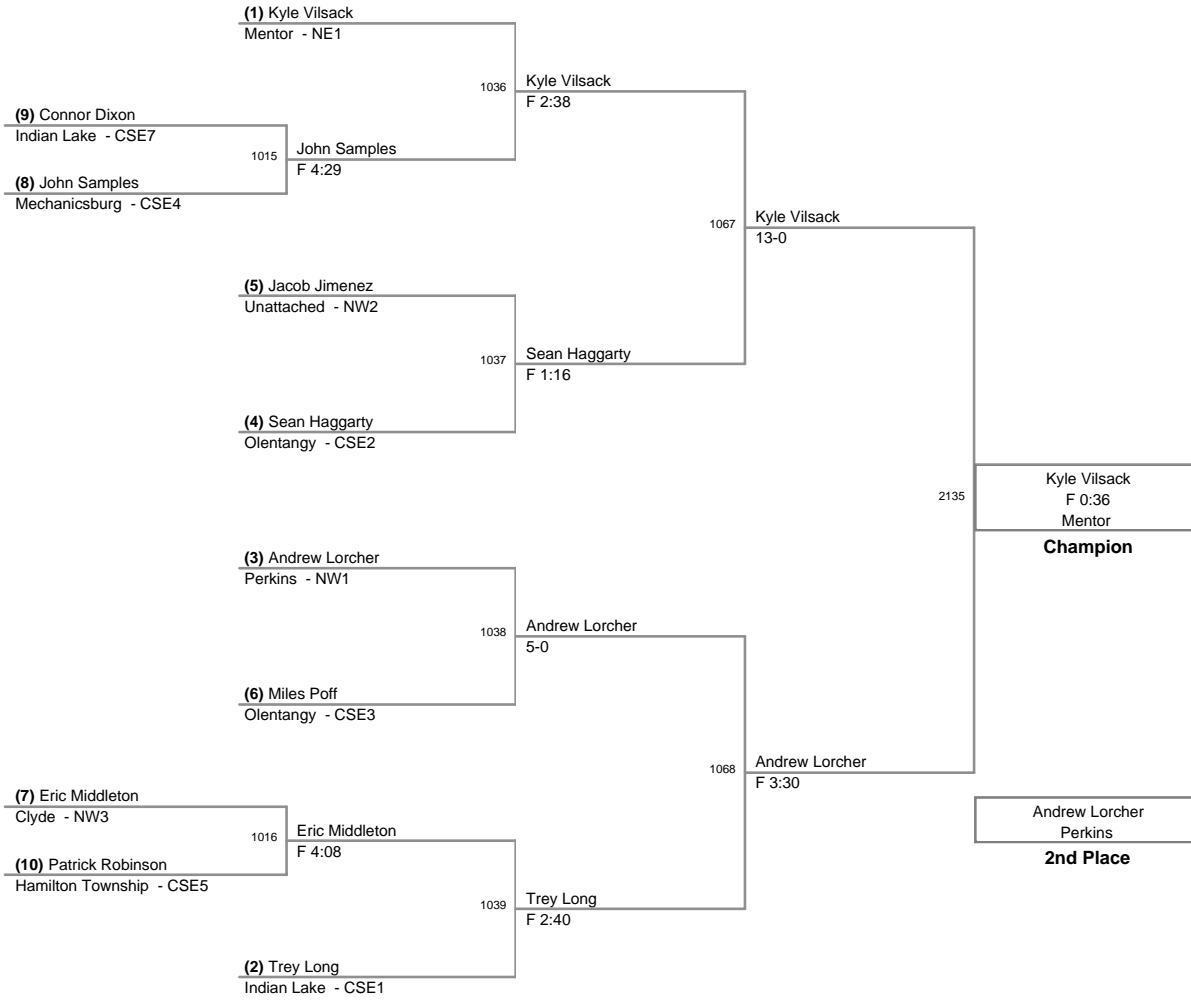 (1) Kyle Vilsack
Mentor - NE1
1036
Kyle Vilsack
F 2:38
(9) Connor Dixon
Indian Lake - CSE7
1015
John Samples
F 4:29
(8) John Samples
Mechanicsburg - CSE4
1067
Kyle Vilsack
13-0
(5) Jacob Jimenez
Unattached - NW2
1037
Sean Haggarty
F 1:16
(4) Sean Haggarty
Olentangy - CSE2
2135
Kyle Vilsack
F 0:36
Mentor
Champion
(3) Andrew Lorcher
Perkins - NW1
1038
Andrew Lorcher
5-0
(6) Miles Poff
Olentangy - CSE3
1068
Andrew Lorcher
F 3:30
(7) Eric Middleton
Clyde - NW3
1016
Eric Middleton
F 4:08
(10) Patrick Robinson
Hamilton Township - CSE5
1039
Trey Long
F 2:40
(2) Trey Long
Indian Lake - CSE1
Andrew Lorcher
Perkins
2nd Place